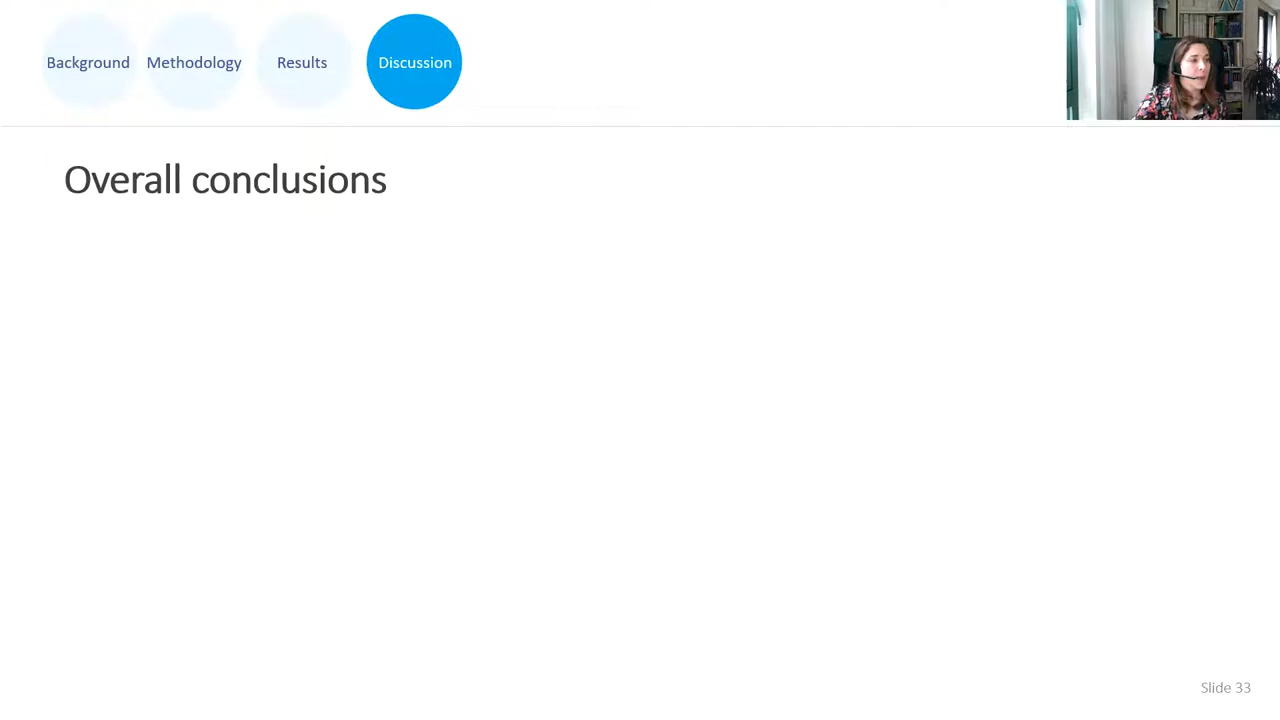 Background Methodology Results Discussion
Overall conclusions
Slide 33